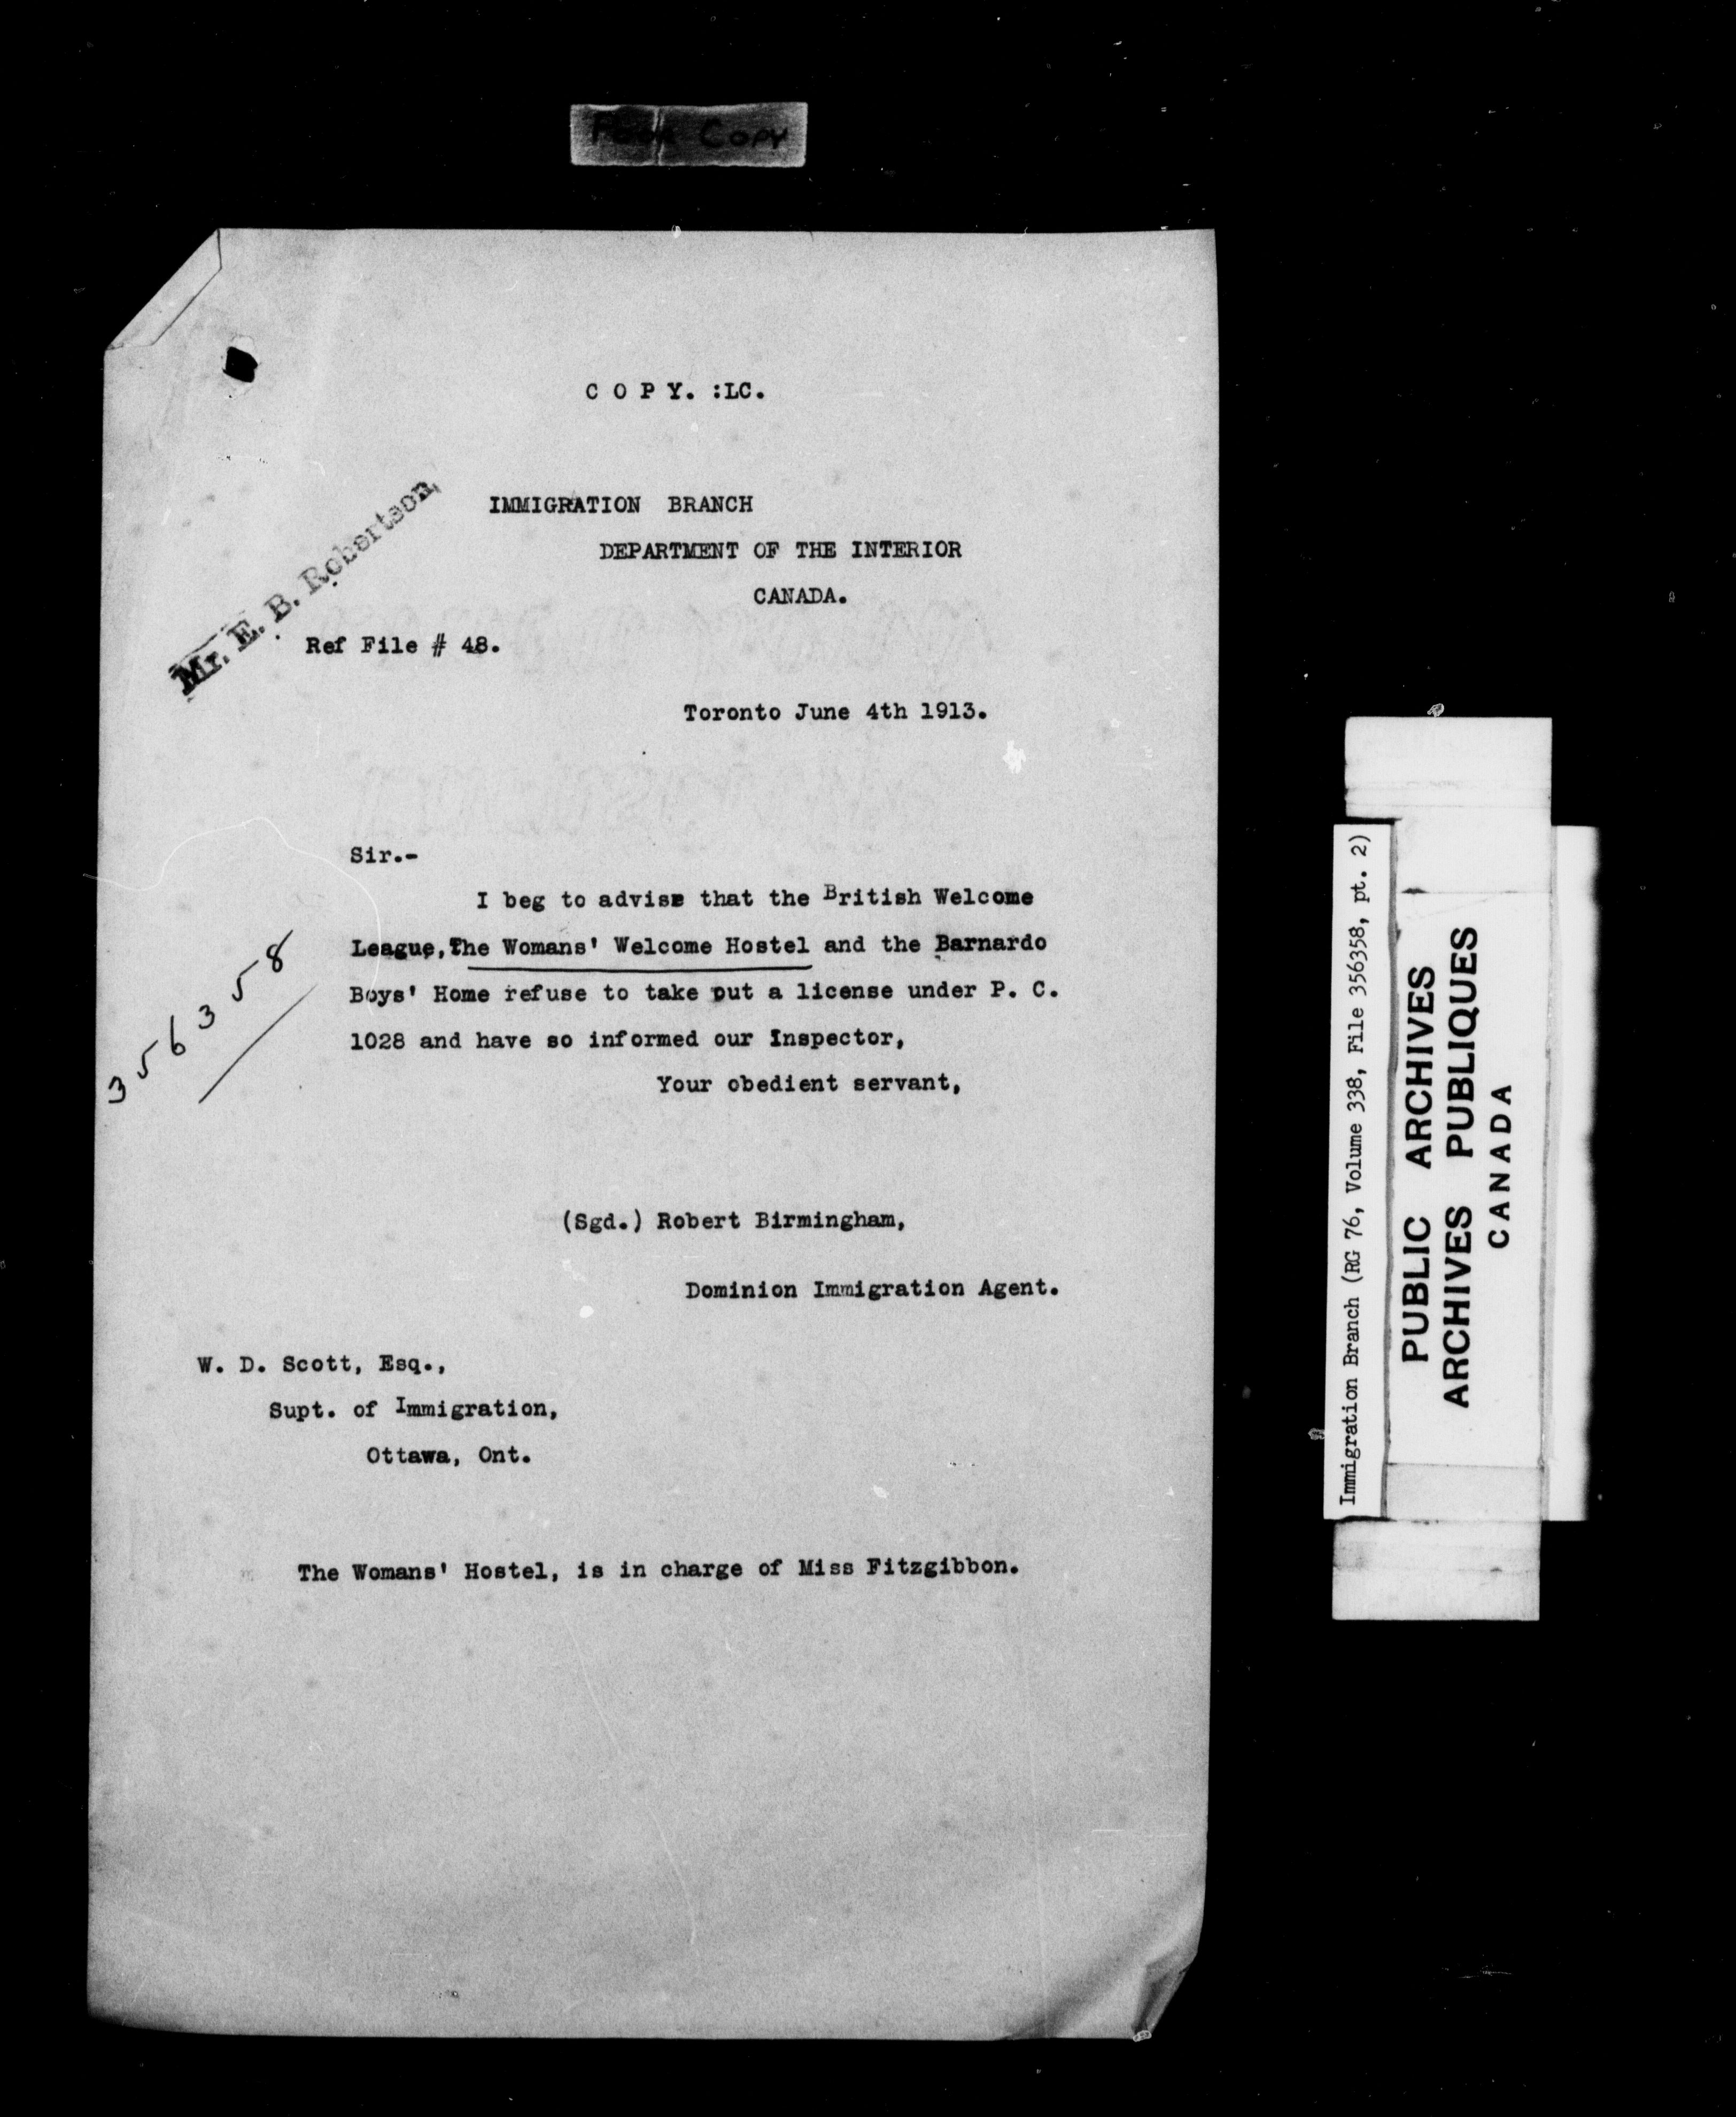 Poor Copy
C O P Y. :LC.
Mr. E. B. Robertson,
IMMIGRATION BRANCH
DEPARTMENT OF THE INTERIOR
CANADA.
Ref File # 48.
Toronto June 4th 1913.
Sir.-
I beg to advise that the British Welcome
League,The Womans' Welcome Hostel and the Barnardo
Boys' Home refuse to take out a license under P. C.
1028 and have so informed our Inspector,
356358
Your obedient servant,
(Sgd.) Robert Birmingham,
Dominion Immigration Agent.
W. D. Scott, Esq.,
Supt. of Immigration,
Ottawa, Ont.
The Womans' Hostel, is in charge of Miss Fitzgibbon.
Immigration Branch (RG 76, Volume 338, File 356358, pt. 2)
PUBLIC ARCHIVES
ARCHIVES PUBLIQUES
CANADA